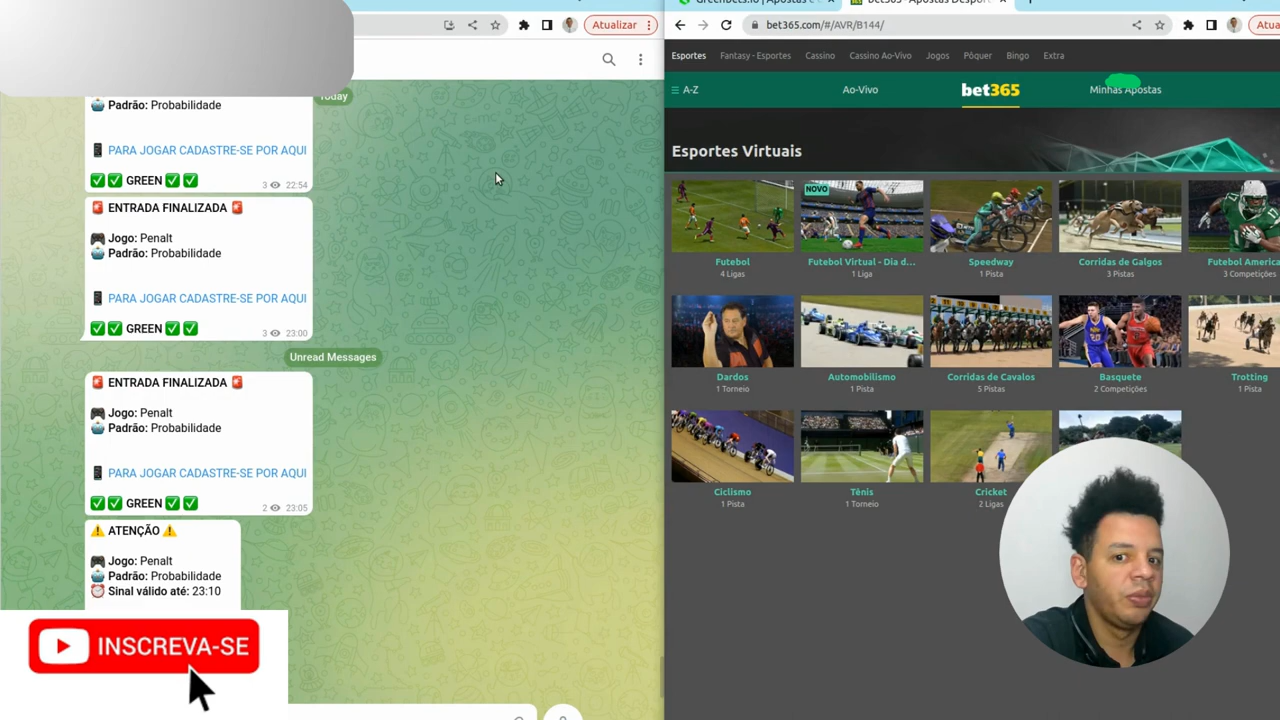 Atualizar
Today
Padrão: Probabilidade
PARA JOGAR CADASTRE-SE POR AQUI
GREEN
3 22:54
ENTRADA FINALIZADA
Jogo: Penalt
Padrão: Probabilidade
PARA JOGAR CADASTRE-SE POR AQUI
GREEN
3 23:00
Unread Messages
ENTRADA FINALIZADA
Jogo: Penalt
Padrão: Probabilidade
PARA JOGAR CADASTRE-SE POR AQUI
GREEN
2 23:05
ATENÇÃO
Jogo: Penalt
Padrão: Probabilidade
Sinal válido até: 23:10
INSCREVA-SE
bet365.com/#/AVR/B144/
Atua
Esportes Fantasy - Esportes Cassino Cassino Ao-Vivo Jogos Pôquer Bingo Extra
A-Z Ao-Vivo bet365 Minhas Apostas
Esportes Virtuais
NOVO
Futebol Futebol Virtual - Dia d... Speedway Corridas de Galgos Futebol America
4 Ligas 1 Liga 1 Pista 3 Pistas 3 Competições
Dardos Automobilismo Corridas de Cavalos Basquete Trotting
1 Torneio 1 Pista 5 Pistas 2 Competições 1 Pista
Ciclismo Tênis Cricket
1 Pista 1 Torneio 2 Ligas